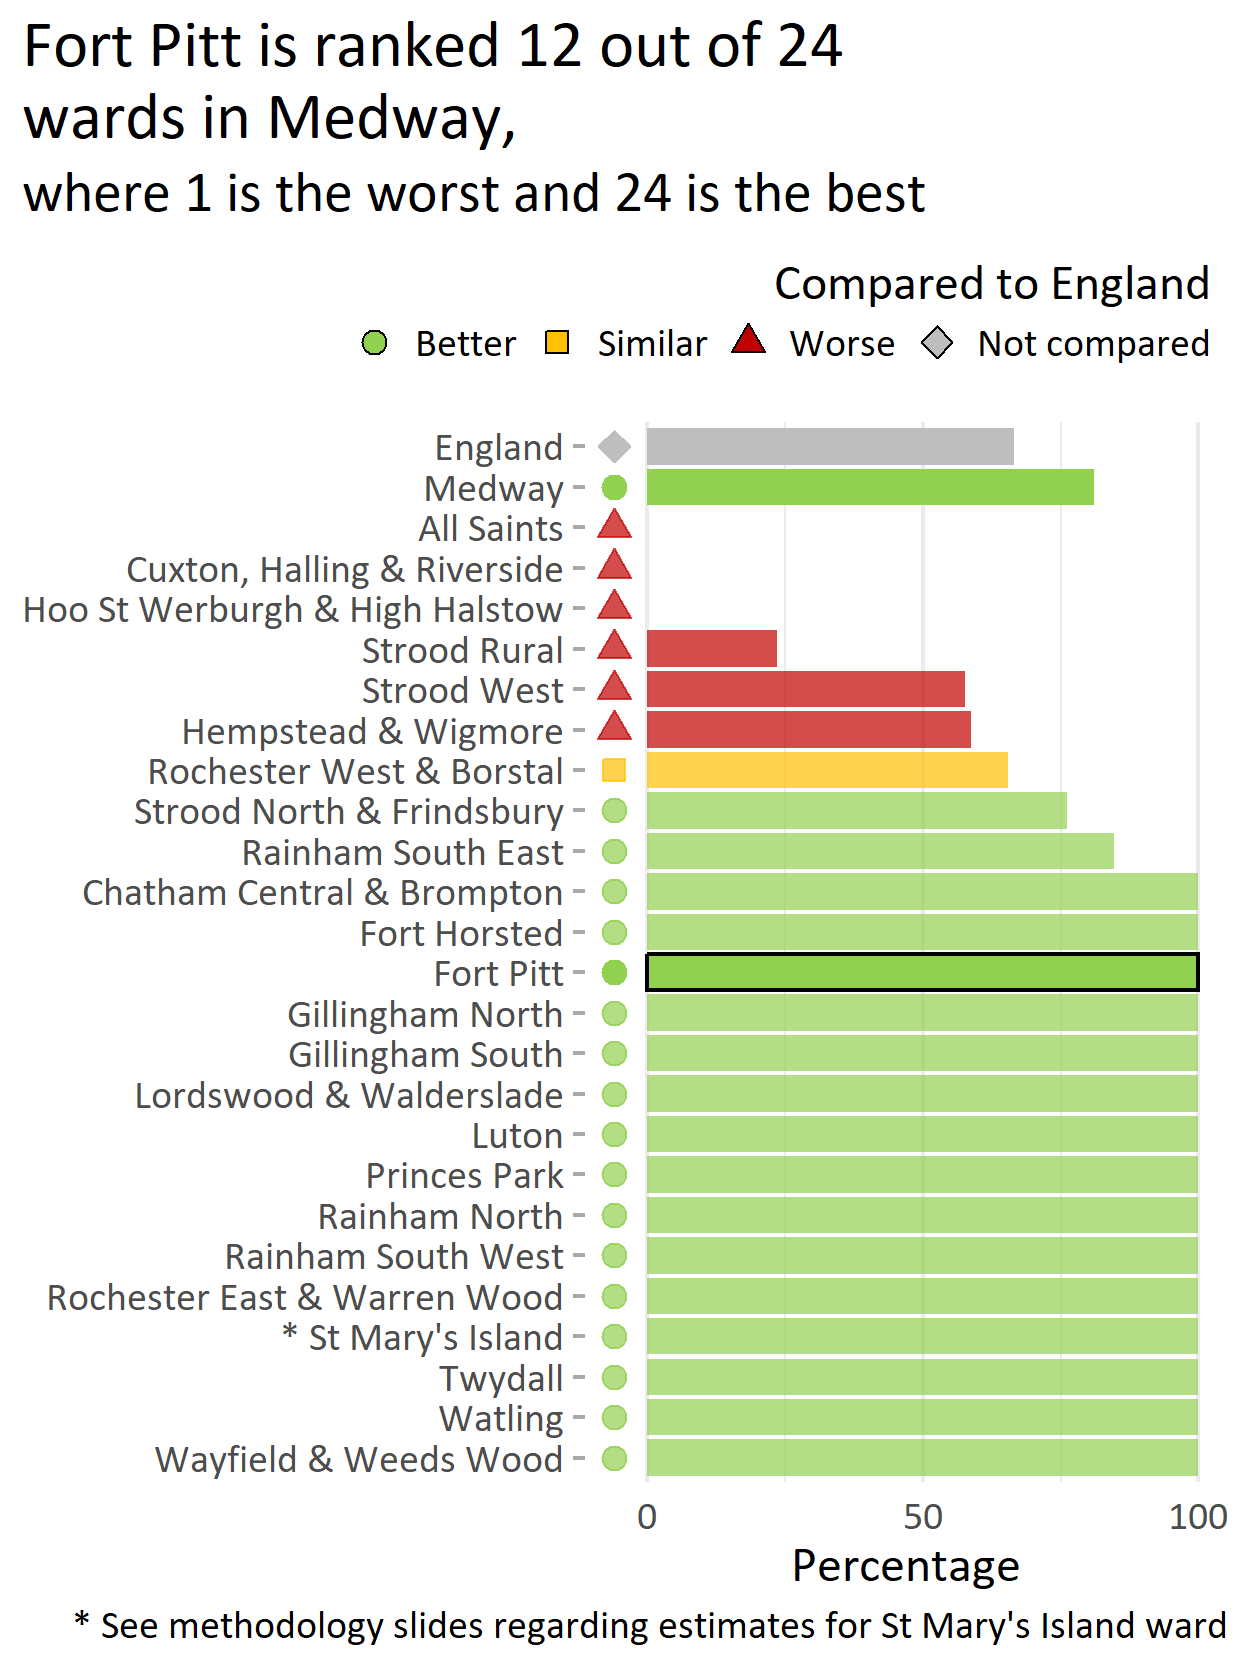 Fort Pitt is ranked 12 out of 24
wards in Medway,
where 1 is the worst and 24 is the best
Compared to England
Better Similar Worse Not compared
England
Medway
All Saints
Cuxton, Halling & Riverside
Hoo St Werburgh & High Halstow
Strood Rural
Strood West
Hempstead & Wigmore
Rochester West & Borstal
Strood North & Frindsbury
Rainham South East
Chatham Central & Brompton
Fort Horsted
Fort Pitt
Gillingham North
Gillingham South
Lordswood & Walderslade
Luton
Princes Park
Rainham North
Rainham South West
Rochester East & Warren Wood
* St Mary's Island
Twydall
Watling
Wayfield & Weeds Wood
0 50 100
Percentage
* See methodology slides regarding estimates for St Mary's Island ward